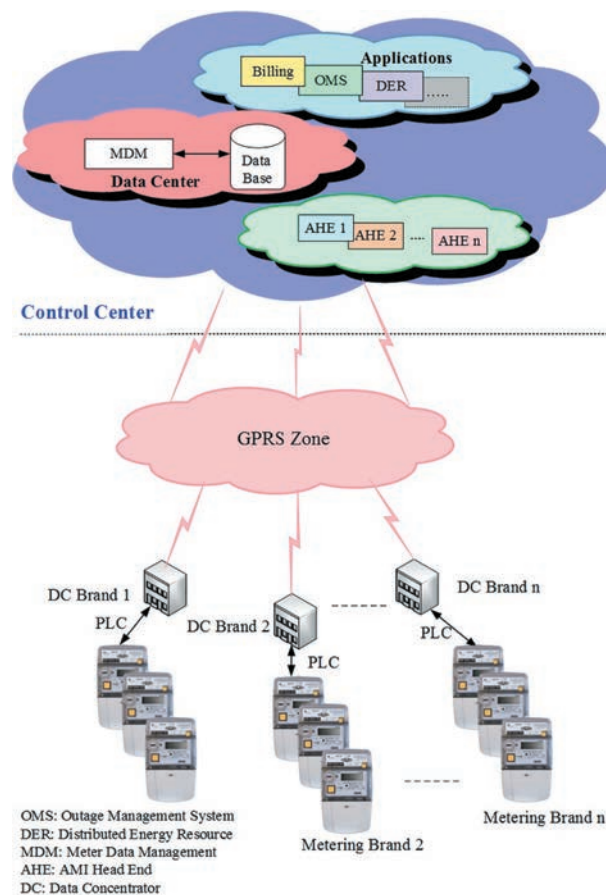 Applications
Billing
OMS
DER
.....
MDM
Data
Base
Data Center
AHE 1
AHE 2
....
AHE n
Control Center
GPRS Zone
DC Brand 1
DC Brand 2
DC Brand n
PLC
PLC
PLC
Metering Brand 2
Metering Brand n
OMS: Outage Management System
DER: Distributed Energy Resource
MDM: Meter Data Management
AHE: AMI Head End
DC: Data Concentrator